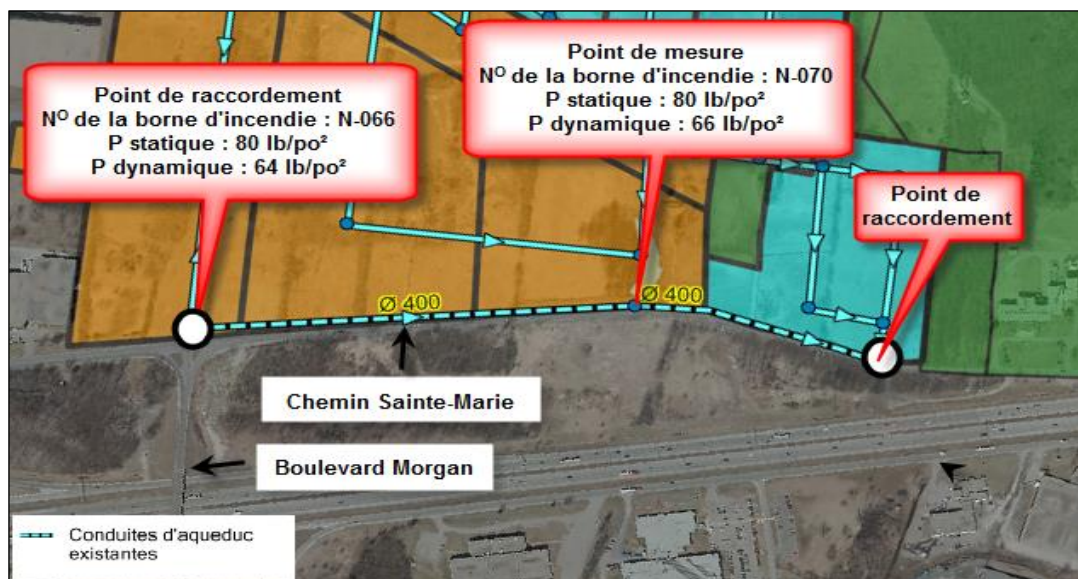 Point de raccordement
Nᴼ de la borne d'incendie : N-066
P statique : 80 lb/po²
P dynamique : 64 lb/po²
Point de mesure
Nᴼ de la borne d'incendie : N-070
P statique : 80 lb/po²
P dynamique : 66 lb/po²
Point de
raccordement
Ø 400
Ø 400
Chemin Sainte-Marie
Boulevard Morgan
Conduites d'aqueduc
existantes